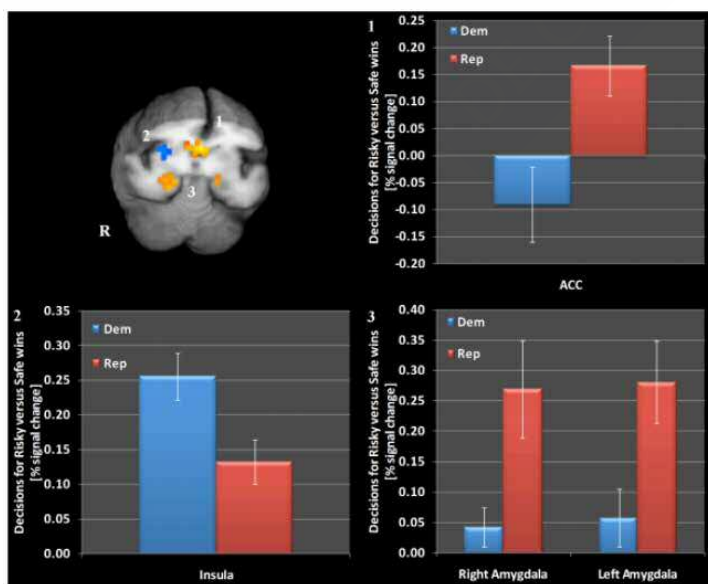 2
1
3
R
1
Decisions for Risky versus Safe wins
[% signal change]
0.25
0.20
0.15
0.10
0.05
0.00
-0.05
-0.10
-0.15
-0.20
Dem
Rep
ACC
2
Decisions for Risky versus Safe wins
[% signal change]
0.35
0.30
0.25
0.20
0.15
0.10
0.05
0.00
Dem
Rep
Insula
3
Decisions for Risky versus Safe wins
[% signal change]
0.40
0.35
0.30
0.25
0.20
0.15
0.10
0.05
0.00
Dem
Rep
Right Amygdala
Left Amygdala